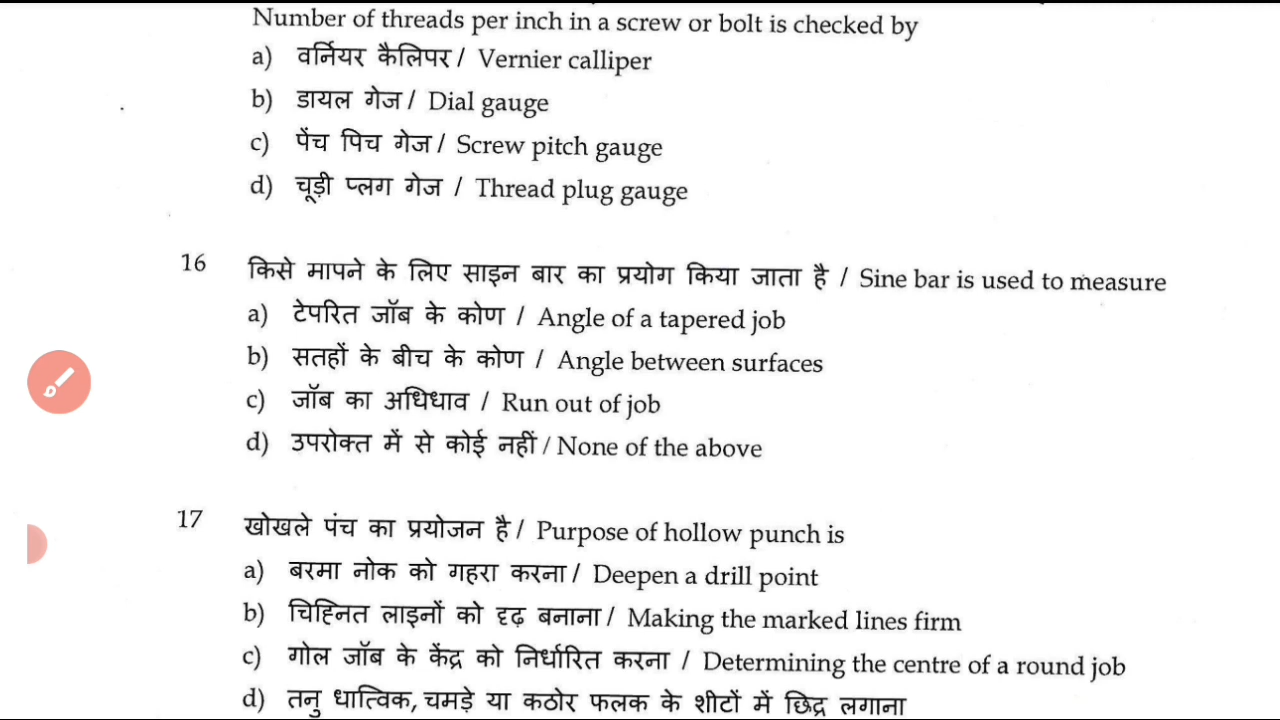 Number of threads per inch in a screw or bolt is checked by
a) वर्नियर कैलिपर / Vernier calliper
b) डायल गेज / Dial gauge
c) पेंच पिच गेज / Screw pitch gauge
d) चूड़ी प्लग गेज / Thread plug gauge
16 किसे मापने के लिए साइन बार का प्रयोग किया जाता है / Sine bar is used to measure
a) टेपरित जॉब के कोण / Angle of a tapered job
b) सतहों के बीच के कोण / Angle between surfaces
c) जॉब का अधिधाव / Run out of job
d) उपरोक्त में से कोई नहीं / None of the above
17 खोखले पंच का प्रयोजन है / Purpose of hollow punch is
a) बरमा नोक को गहरा करना / Deepen a drill point
b) चिह्नित लाइनों को दृढ़ बनाना / Making the marked lines firm
c) गोल जॉब के केंद्र को निर्धारित करना / Determining the centre of a round job
d) तनु धात्विक, चमड़े या कठोर फलक के शीटों में छिद्र लगाना